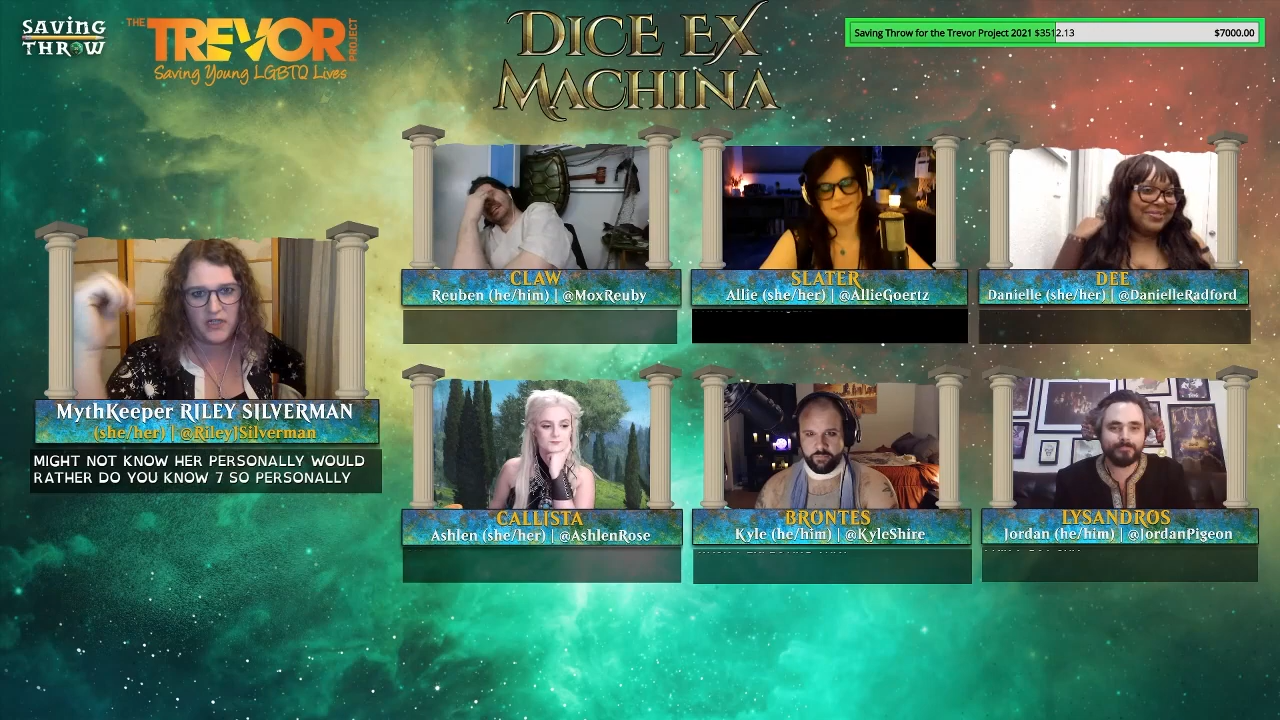 SAVING
THROW
THE TREVOR PROJECT
Saving Young LGBTQ Lives
DICE EX
MACHINA
Saving Throw for the Trevor Project 2021 $3512.13 $7000.00
CLAW
Reuben (he/him) | @MoxReuby
SLATER
Allie (she/her) | @AllieGoertz
DEE
Danielle (she/her) | @DanielleRadford
MythKeeper RILEY SILVERMAN
(she/her) | @RileyJSilverman
MIGHT NOT KNOW HER PERSONALLY WOULD
RATHER DO YOU KNOW 7 SO PERSONALLY
CALLISTA
Ashlen (she/her) | @AshlenRose
BRONTES
Kyle (he/him) | @KyleShire
LYSANDROS
Jordan (he/him) | @JordanPigeon